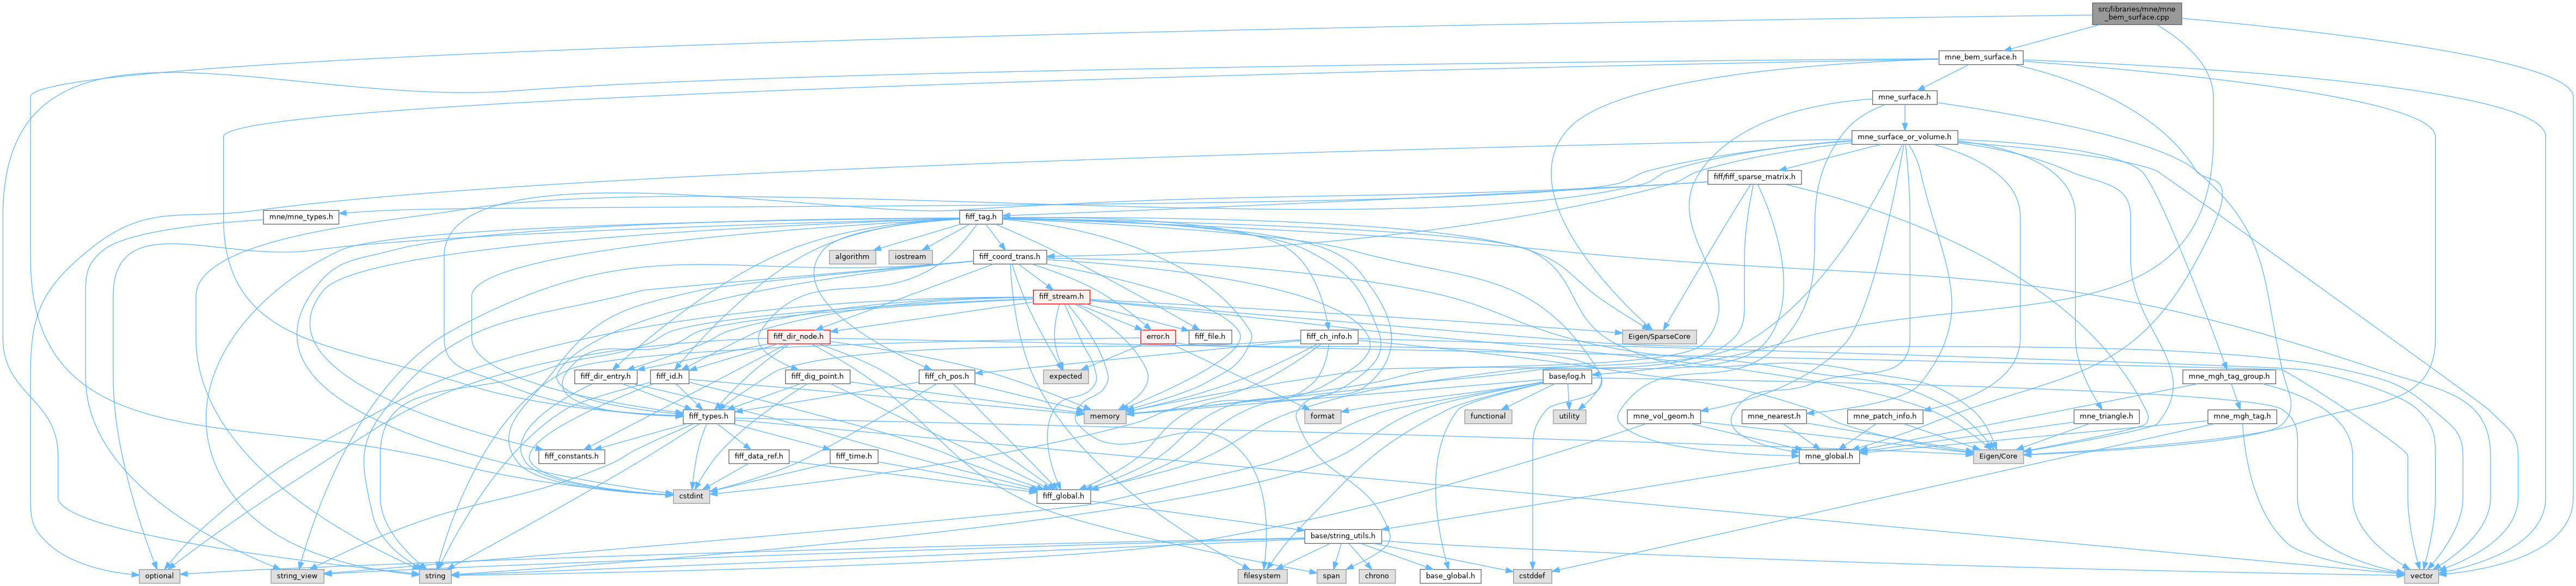 src/libraries/mne/mne
_bem_surface.cpp
mne_bem_surface.h
mne_surface.h
mne_surface_or_volume.h
fiff/fiff_sparse_matrix.h
mne/mne_types.h
fiff_tag.h
algorithm
iostream
fiff_coord_trans.h
fiff_stream.h
fiff_dir_node.h
error.h
fiff_file.h
fiff_ch_info.h
Eigen/SparseCore
fiff_dir_entry.h
fiff_id.h
fiff_dig_point.h
fiff_ch_pos.h
expected
base/log.h
mne_mgh_tag_group.h
fiff_types.h
memory
format
functional
utility
mne_vol_geom.h
mne_nearest.h
mne_patch_info.h
mne_triangle.h
mne_mgh_tag.h
fiff_constants.h
fiff_data_ref.h
fiff_time.h
mne_global.h
Eigen/Core
cstdint
fiff_global.h
base/string_utils.h
optional
string_view
string
filesystem
span
chrono
base_global.h
cstddef
vector